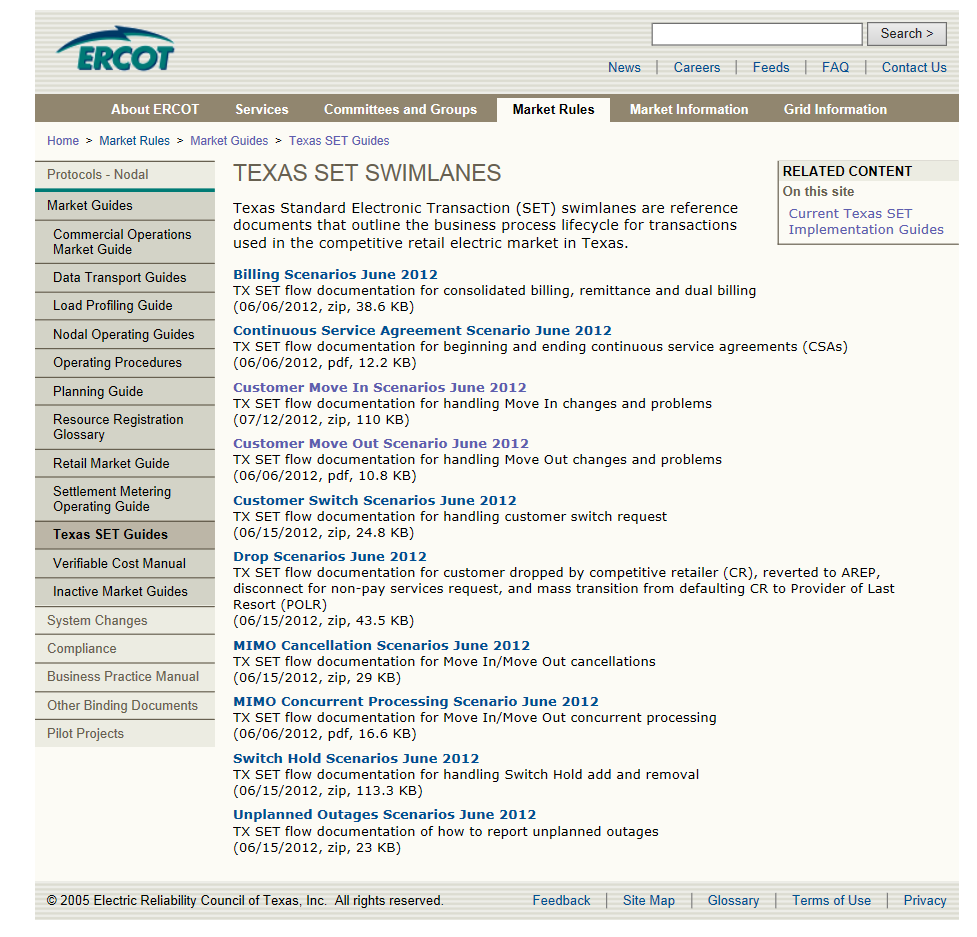 ERCOT
Search >
News | Careers | Feeds | FAQ | Contact Us
About ERCOT Services Committees and Groups Market Rules Market Information Grid Information
Home > Market Rules > Market Guides > Texas SET Guides
Protocols - Nodal
Market Guides
Commercial Operations
Market Guide
Data Transport Guides
Load Profiling Guide
Nodal Operating Guides
Operating Procedures
Planning Guide
Resource Registration
Glossary
Retail Market Guide
Settlement Metering
Operating Guide
Texas SET Guides
Verifiable Cost Manual
Inactive Market Guides
System Changes
Compliance
Business Practice Manual
Other Binding Documents
Pilot Projects
TEXAS SET SWIMLANES
Texas Standard Electronic Transaction (SET) swimlanes are reference
documents that outline the business process lifecycle for transactions
used in the competitive retail electric market in Texas.
Billing Scenarios June 2012
TX SET flow documentation for consolidated billing, remittance and dual billing
(06/06/2012, zip, 38.6 KB)
Continuous Service Agreement Scenario June 2012
TX SET flow documentation for beginning and ending continuous service agreements (CSAs)
(06/06/2012, pdf, 12.2 KB)
Customer Move In Scenarios June 2012
TX SET flow documentation for handling Move In changes and problems
(07/12/2012, zip, 110 KB)
Customer Move Out Scenario June 2012
TX SET flow documentation for handling Move Out changes and problems
(06/06/2012, pdf, 10.8 KB)
Customer Switch Scenarios June 2012
TX SET flow documentation for handling customer switch request
(06/15/2012, zip, 24.8 KB)
Drop Scenarios June 2012
TX SET flow documentation for customer dropped by competitive retailer (CR), reverted to AREP,
disconnect for non-pay services request, and mass transition from defaulting CR to Provider of Last
Resort (POLR)
(06/15/2012, zip, 43.5 KB)
MIMO Cancellation Scenarios June 2012
TX SET flow documentation for Move In/Move Out cancellations
(06/15/2012, zip, 29 KB)
MIMO Concurrent Processing Scenario June 2012
TX SET flow documentation for Move In/Move Out concurrent processing
(06/06/2012, pdf, 16.6 KB)
Switch Hold Scenarios June 2012
TX SET flow documentation for handling Switch Hold add and removal
(06/15/2012, zip, 113.3 KB)
Unplanned Outages Scenarios June 2012
TX SET flow documentation of how to report unplanned outages
(06/15/2012, zip, 23 KB)
RELATED CONTENT
On this site
Current Texas SET
Implementation Guides
© 2005 Electric Reliability Council of Texas, Inc. All rights reserved. Feedback | Site Map | Glossary | Terms of Use | Privacy